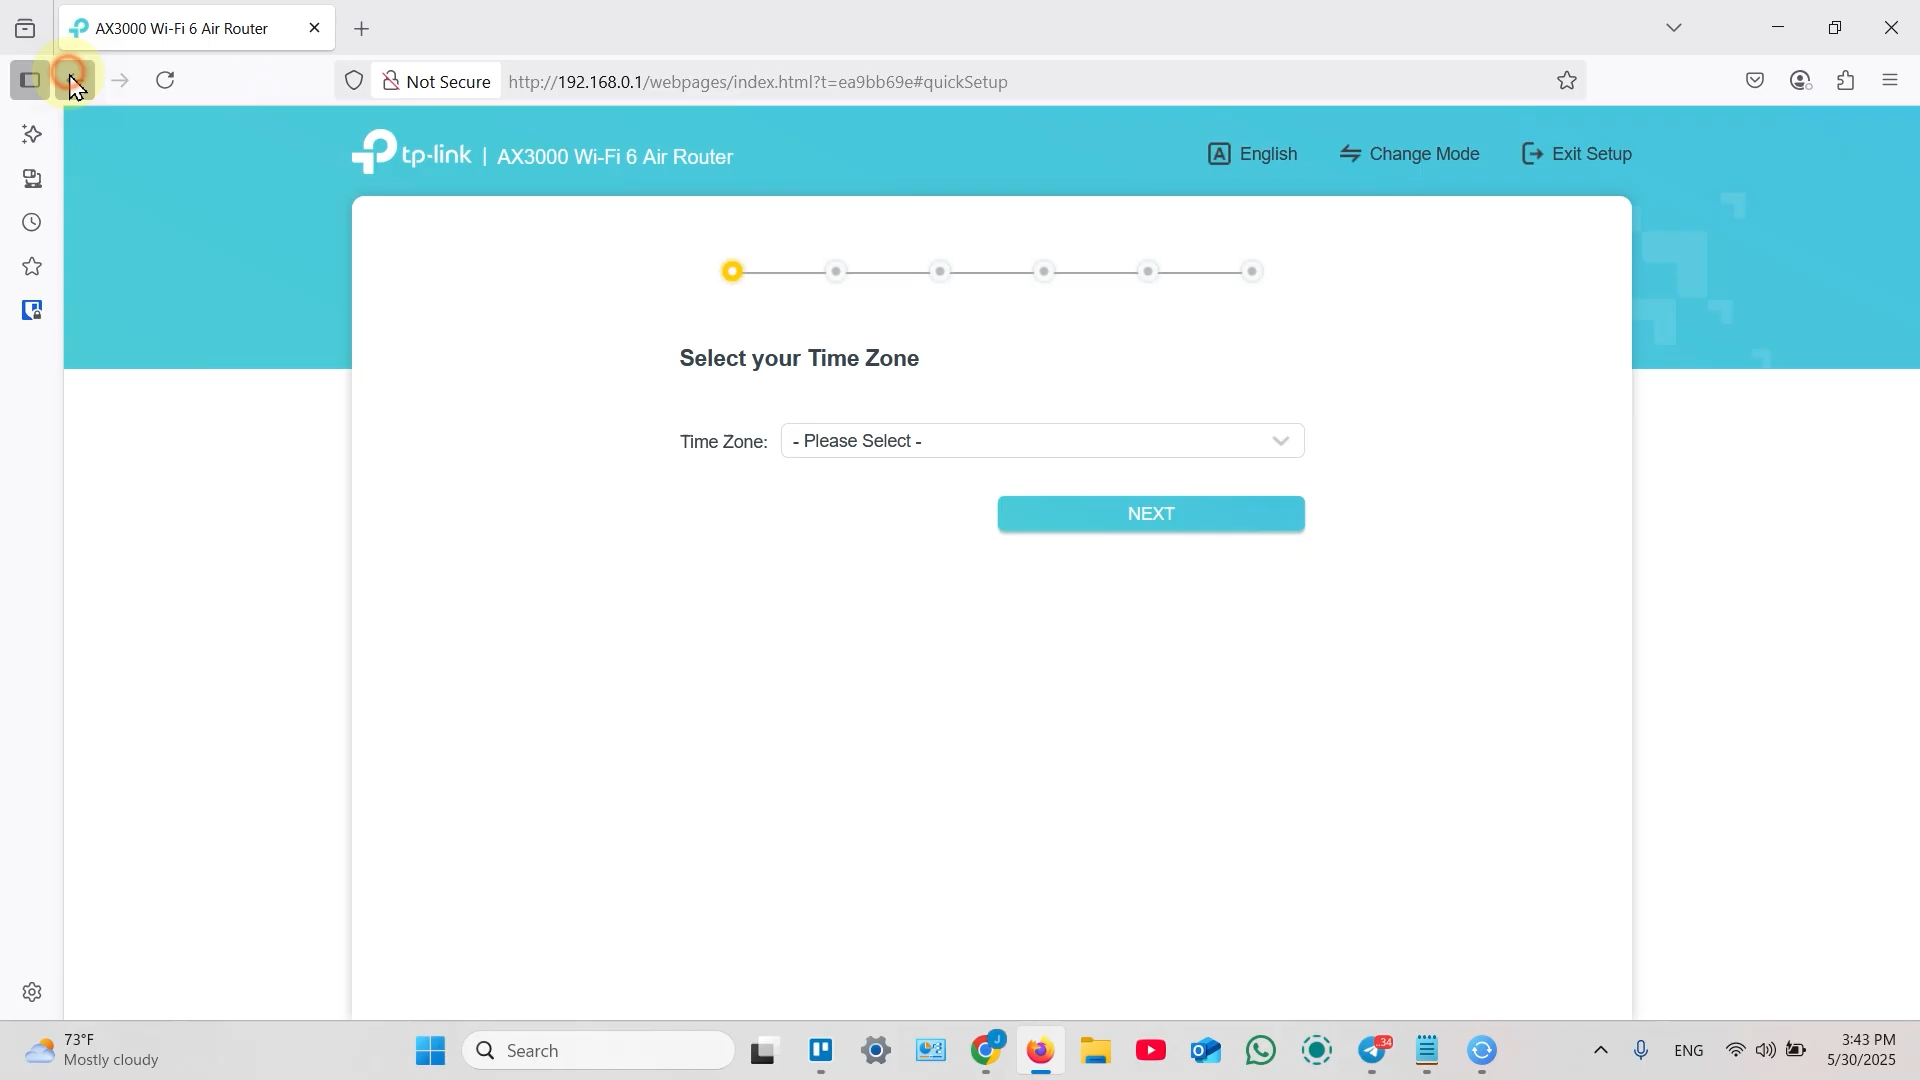 AX3000 Wi-Fi 6 Air Router
Not Secure
http://192.168.0.1/webpages/index.html?t=ea9bb69e#quickSetup
tp-link | AX3000 Wi-Fi 6 Air Router
A English
Change Mode
Exit Setup
Select your Time Zone
Time Zone:
- Please Select -
NEXT
73°F
Mostly cloudy
Search
J
..34
ENG
3:43 PM
5/30/2025